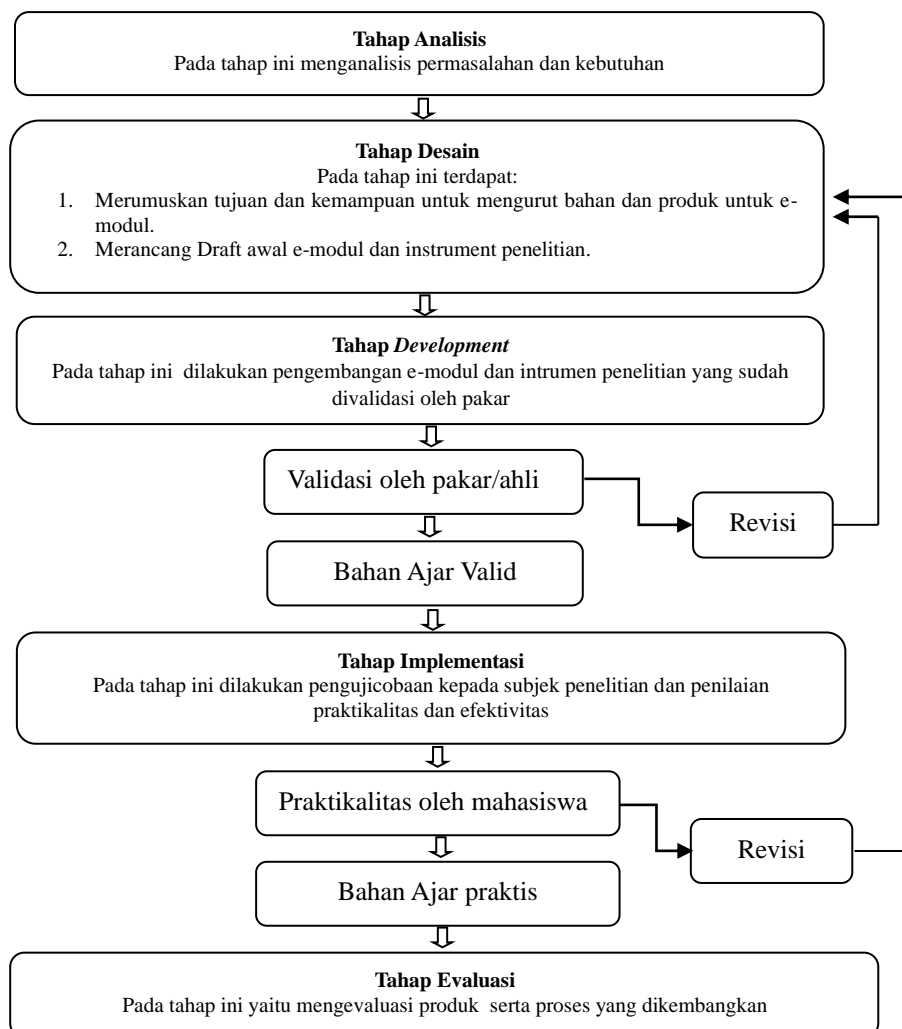 Tahap Analisis
Pada tahap ini menganalisis permasalahan dan kebutuhan
Tahap Desain
Pada tahap ini terdapat:
1. Merumuskan tujuan dan kemampuan untuk mengurut bahan dan produk untuk e-
modul.
2. Merancang Draft awal e-modul dan instrument penelitian.
Tahap Development
Pada tahap ini dilakukan pengembangan e-modul dan intrumen penelitian yang sudah
divalidasi oleh pakar
Validasi oleh pakar/ahli
Revisi
Bahan Ajar Valid
Tahap Implementasi
Pada tahap ini dilakukan pengujicobaan kepada subjek penelitian dan penilaian
praktikalitas dan efektivitas
Praktikalitas oleh mahasiswa
Revisi
Bahan Ajar praktis
Tahap Evaluasi
Pada tahap ini yaitu mengevaluasi produk serta proses yang dikembangkan